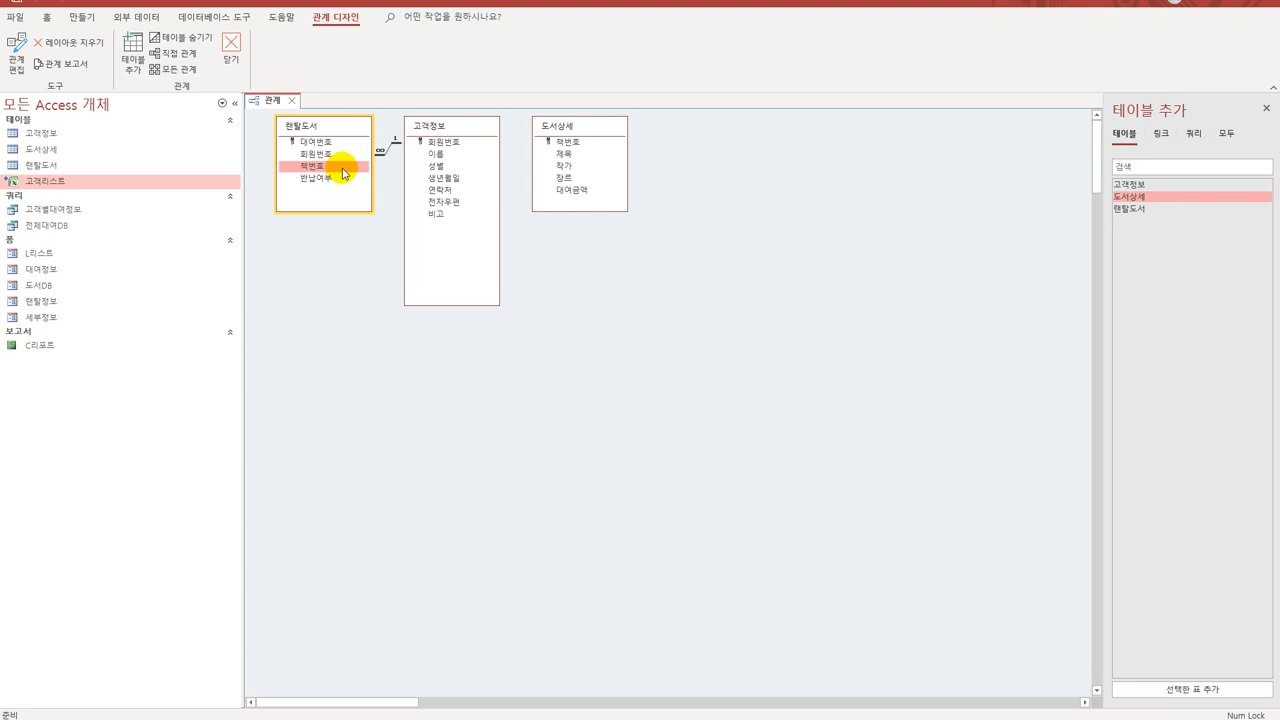 파일 홈 만들기 외부 데이터 데이터베이스 도구 도움말 관계 디자인 어떤 작업을 원하시나요?
관계 편집
레이아웃 지우기
관계 보고서
도구
테이블 추가
테이블 숨기기
직접 관계
모든 관계
닫기
관계
모든 Access 개체
테이블
고객정보
도서상세
랜탈도서
고객리스트
쿼리
고객별대여정보
전체대여DB
폼
L리스트
대여정보
도서DB
랜탈정보
세부정보
보고서
C리포트
관계
랜탈도서
대여번호
회원번호
책번호
반납여부
∞ 1
고객정보
회원번호
이름
성별
생년월일
연락처
전자우편
비고
도서상세
책번호
제목
작가
장르
대여금액
테이블 추가
테이블 링크 쿼리 모두
검색
고객정보
도서상세
랜탈도서
선택한 표 추가
준비
Num Lock